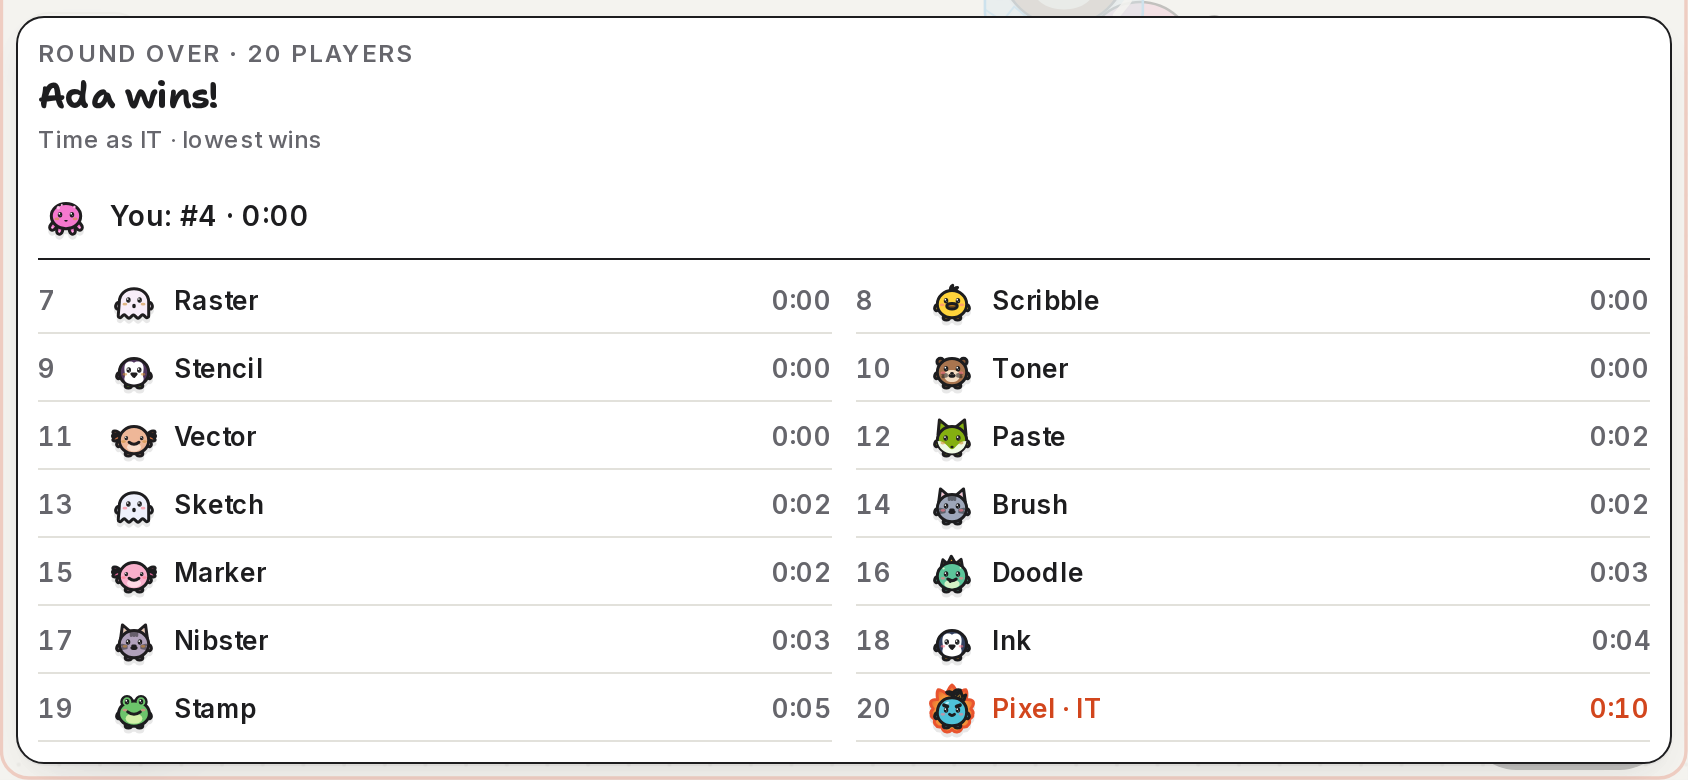 ROUND OVER · 20 PLAYERS
Ada wins!
Time as IT · lowest wins
You: #4 · 0:00
7 Raster 0:00
8 Scribble 0:00
9 Stencil 0:00
10 Toner 0:00
11 Vector 0:00
12 Paste 0:02
13 Sketch 0:02
14 Brush 0:02
15 Marker 0:02
16 Doodle 0:03
17 Nibster 0:03
18 Ink 0:04
19 Stamp 0:05
20 Pixel · IT 0:10